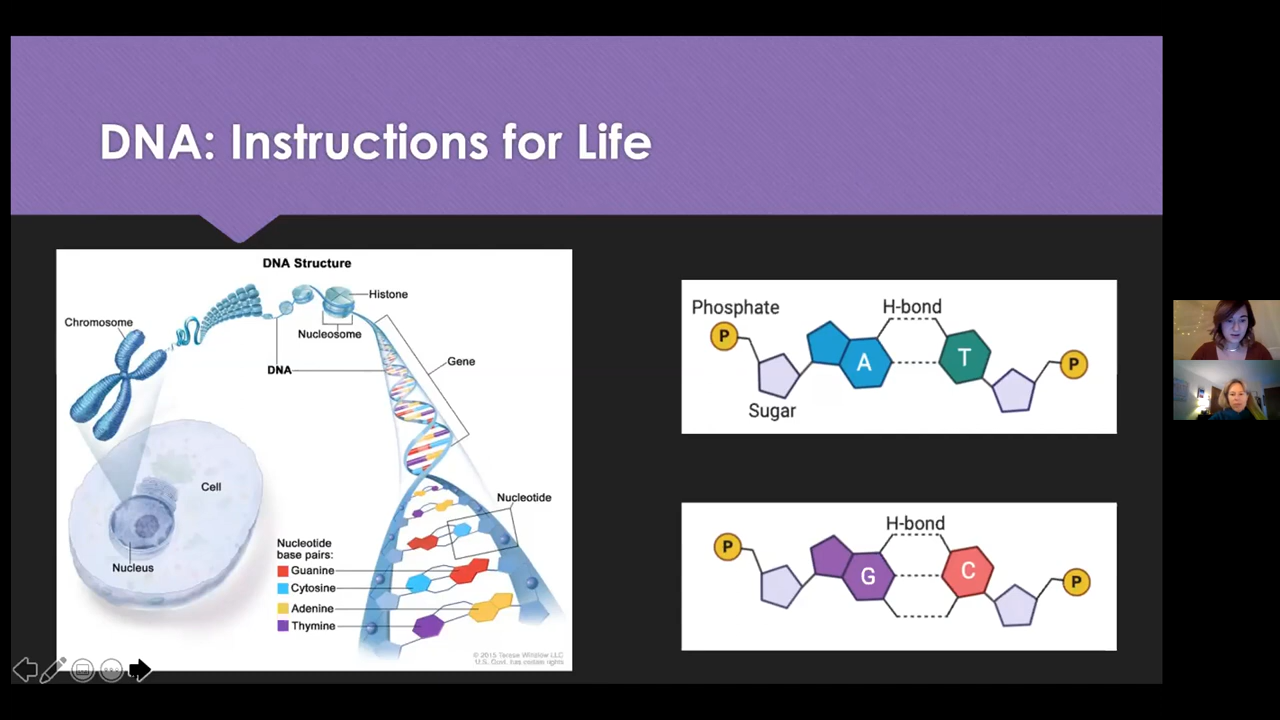 DNA: Instructions for Life
DNA Structure
Histone
Chromosome
Nucleosome
Gene
DNA
Cell
Nucleotide
Nucleus
Nucleotide
base pairs:
Guanine
Cytosine
Adenine
Thymine
© 2015 Terese Winslow LLC
U.S. Govt. has certain rights
Phosphate
H-bond
P
A
T
P
Sugar
H-bond
P
G
C
P